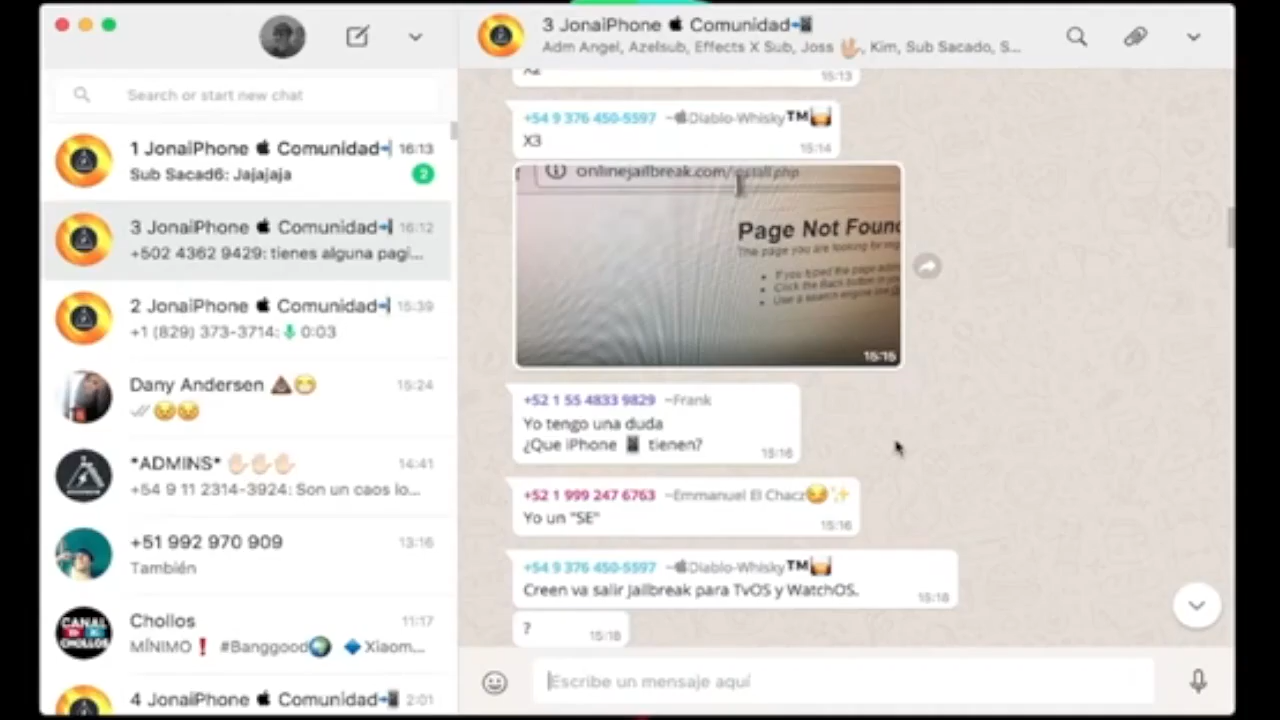 Search or start new chat
1 JonaiPhone Comunidad 16:13
Sub Sacad6: Jajajaja 2
3 JonaiPhone Comunidad 16:12
+502 4362 9429: tienes alguna pagi...
2 JonaiPhone Comunidad 15:39
+1 (829) 373-3714: 0:03
Dany Andersen 💩😁 15:24
*ADMINS* 🖐🏻🖐🏻🖐🏻 14:41
+54 9 11 2314-3924: Son un caos lo...
+51 992 970 909 13:16
También
CANAL CHOLLOS
Chollos 11:17
MÍNIMO❗ #Banggood🌍 🔷Xiaom...
4 JonaiPhone Comunidad 2:01
3 JonaiPhone Comunidad📲
Adm Angel, Azelsub, Effects X Sub, Joss 🖖🏻, Kim, Sub Sacado, S...
X2 15:13
+54 9 376 450-5597 ~Diablo-Whisky™🥃
X3 15:14
onlinejailbreak.com/install.php
Page Not Foun
The page you are looking for mig
If you typed the page addre
Click the Back button in you
Use a search engine like
15:15
+52 1 55 4833 9829 ~Frank
Yo tengo una duda
¿Que iPhone 📱 tienen? 15:16
+52 1 999 247 6763 ~Emmanuel El Chacz😏✨
Yo un "SE" 15:16
+54 9 376 450-5597 ~Diablo-Whisky™🥃
Creen va salir Jailbreak para TvOS y WatchOS. 15:18
? 15:18
Escribe un mensaje aquí